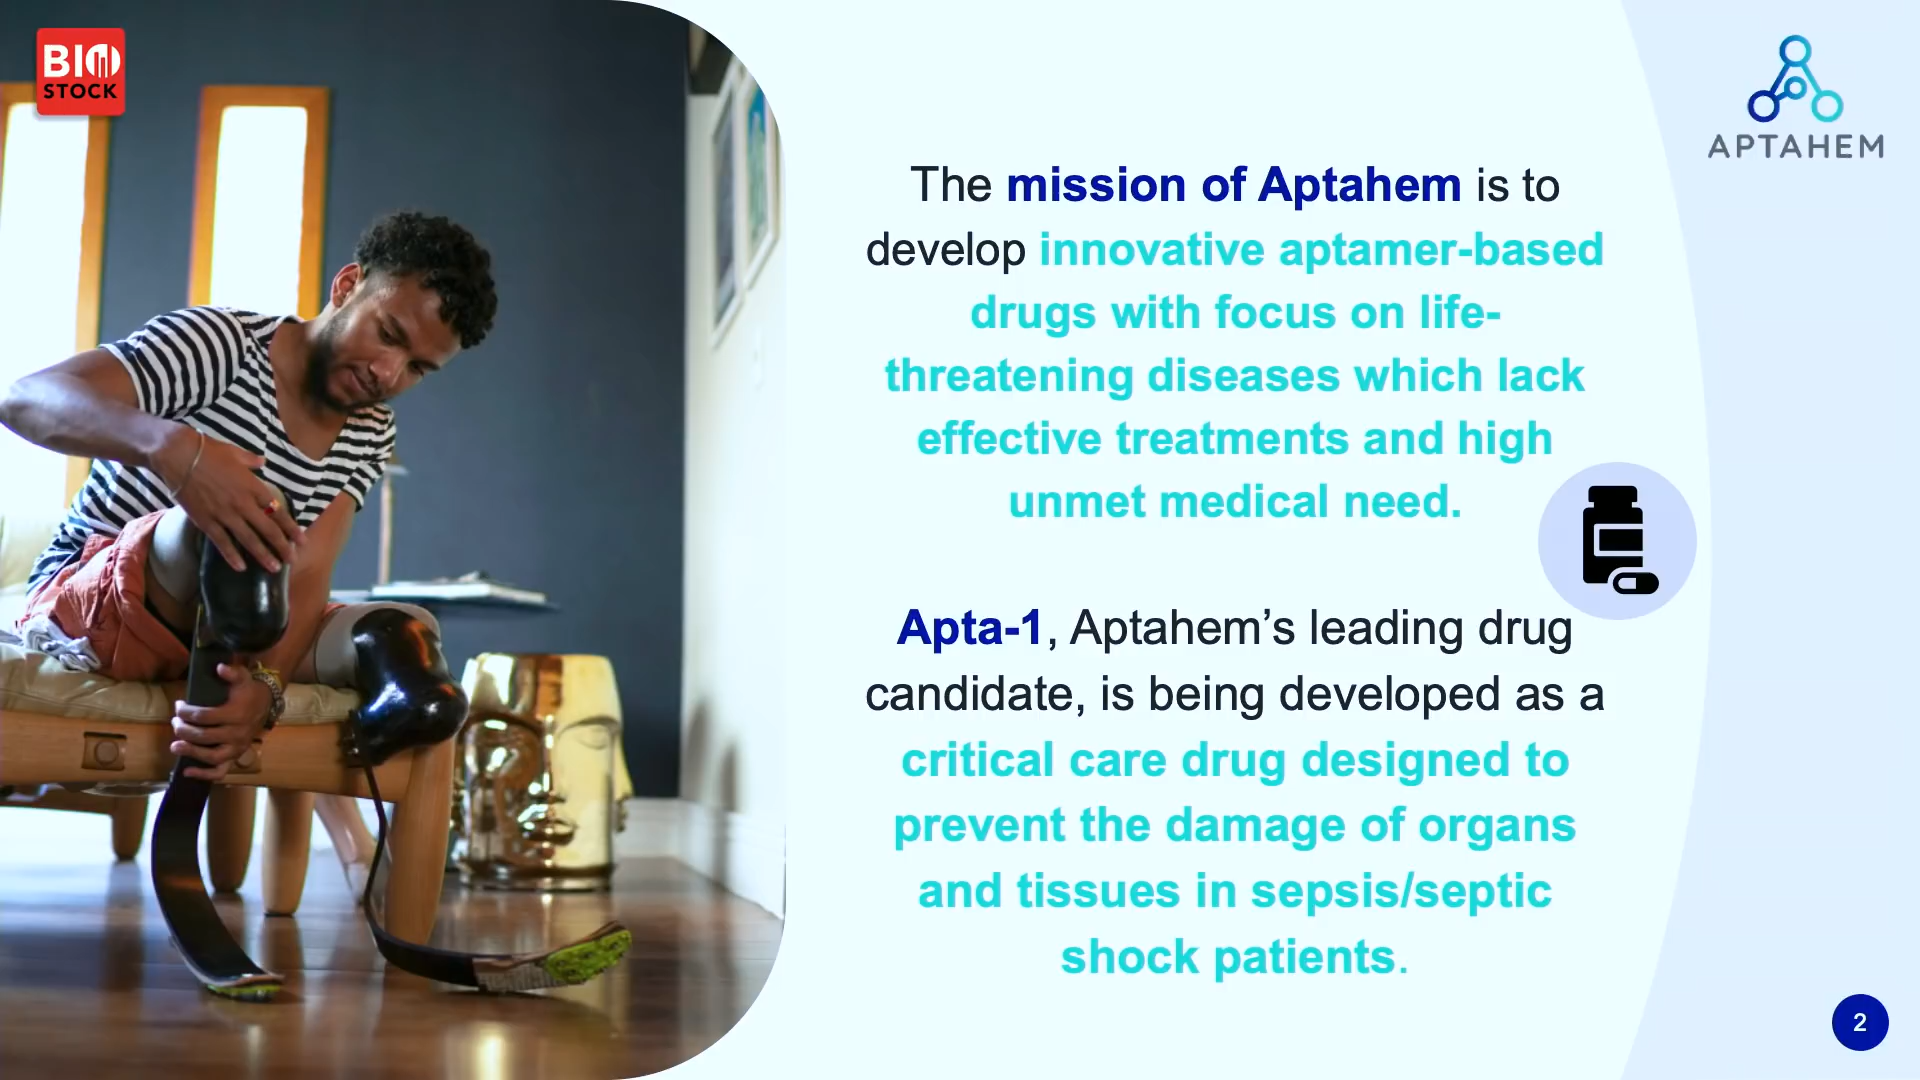 BIO
STOCK
APTAHEM
The mission of Aptahem is to
develop innovative aptamer-based
drugs with focus on life-
threatening diseases which lack
effective treatments and high
unmet medical need.
Apta-1, Aptahem’s leading drug
candidate, is being developed as a
critical care drug designed to
prevent the damage of organs
and tissues in sepsis/septic
shock patients.
2